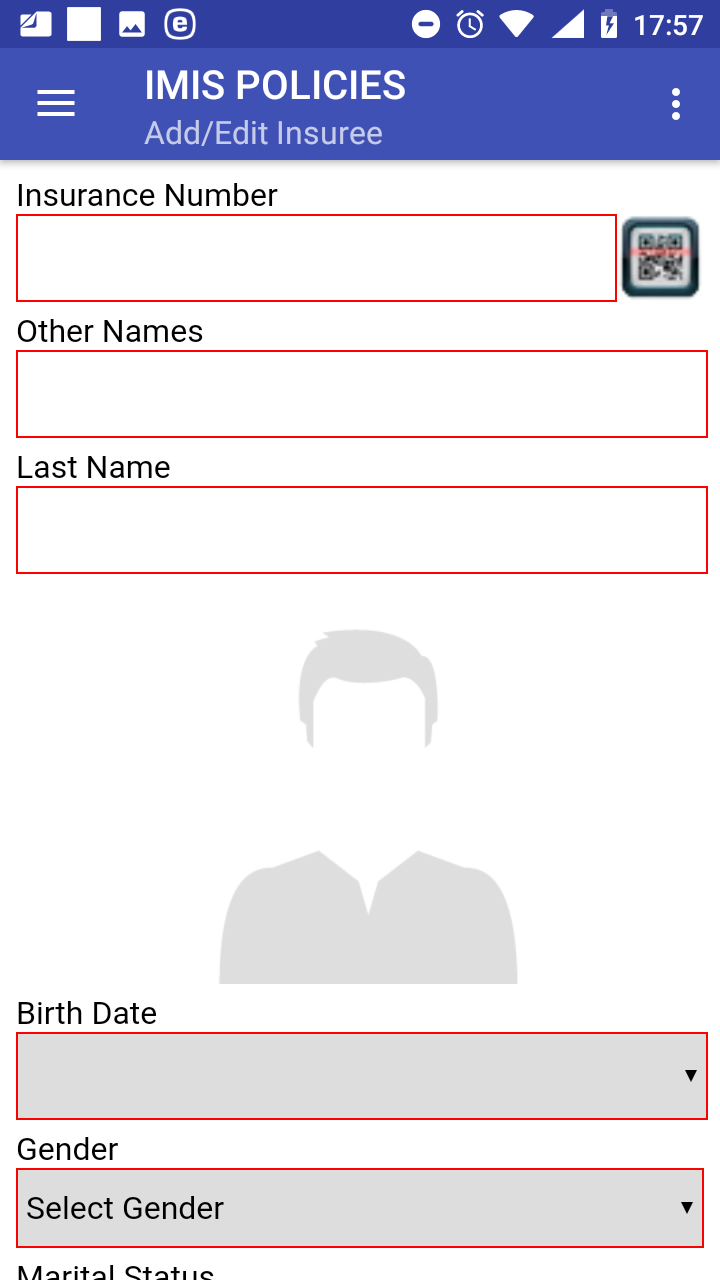 17:57
IMIS POLICIES
Add/Edit Insuree
Insurance Number
Other Names
Last Name
Birth Date
Gender
Select Gender
Marital Status